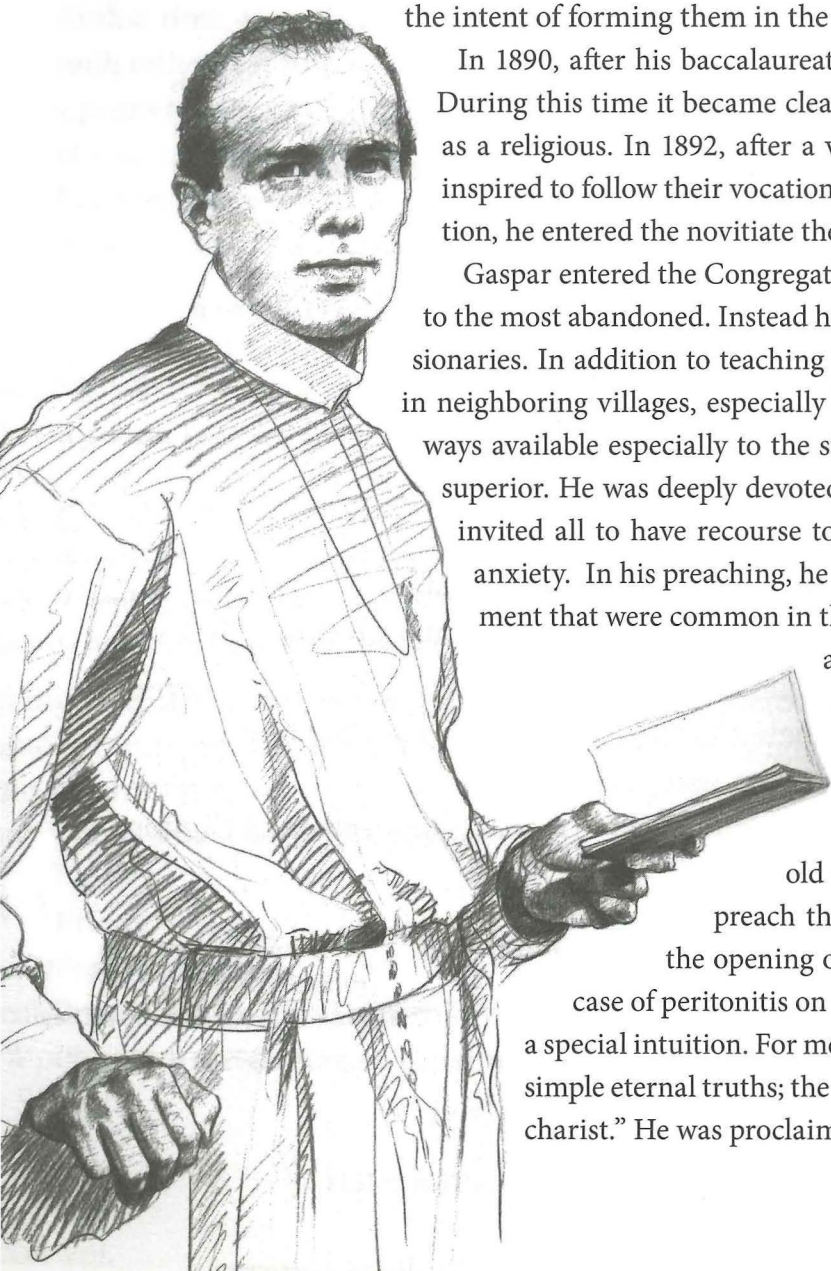 the intent of forming them in the
In 1890, after his baccalaureat
During this time it became clea
as a religious. In 1892, after a v
inspired to follow their vocation
tion, he entered the novitiate the
Gaspar entered the Congregat
to the most abandoned. Instead h
sionaries. In addition to teaching
in neighboring villages, especially
ways available especially to the s
superior. He was deeply devoted
invited all to have recourse to
anxiety. In his preaching, he
ment that were common in th
a
old
preach th
the opening o
case of peritonitis on
a special intuition. For me
simple eternal truths; the
charist.” He was proclaim